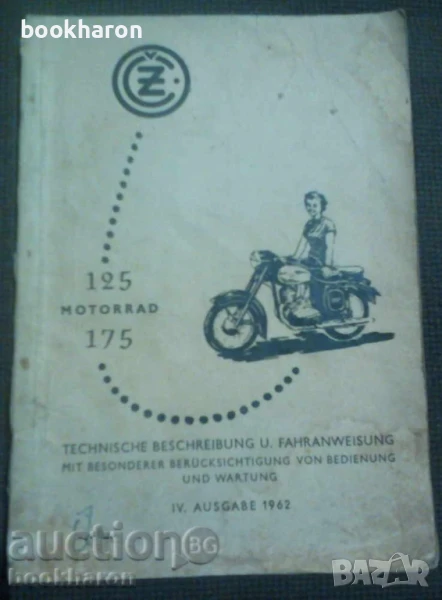 bookharon
ČZ
125
MOTORRAD
175
TECHNISCHE BESCHREIBUNG U. FAHRANWEISUNG
MIT BESONDERER BERÜCKSICHTIGUNG VON BEDIENUNG
UND WARTUNG
IV. AUSGABE 1962
auction BG
bookharon
BAZAR